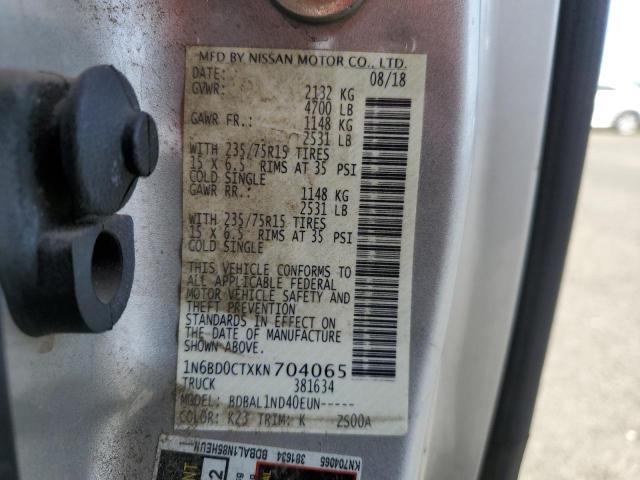 MFD BY NISSAN MOTOR CO., LTD.
DATE: 08/18
GVWR: 2132 KG
4700 LB
GAWR FR.: 1148 KG
2531 LB
WITH 235/75R15 TIRES
15 X 6.5 RIMS AT 35 PSI
COLD SINGLE
GAWR RR.: 1148 KG
2531 LB
WITH 235/75R15 TIRES
15 X 6.5 RIMS AT 35 PSI
COLD SINGLE
THIS VEHICLE CONFORMS TO
ALL APPLICABLE FEDERAL
MOTOR VEHICLE SAFETY AND
THEFT PREVENTION
STANDARDS IN EFFECT ON
THE DATE OF MANUFACTURE
SHOWN ABOVE.
1N6BD0CTXKN704065
TRUCK 381634
MODEL: BDBAL1ND40EUN-----
COLOR: K23 TRIM: K 2S00A
KN704065
381634 BDBAL1N85HEUN